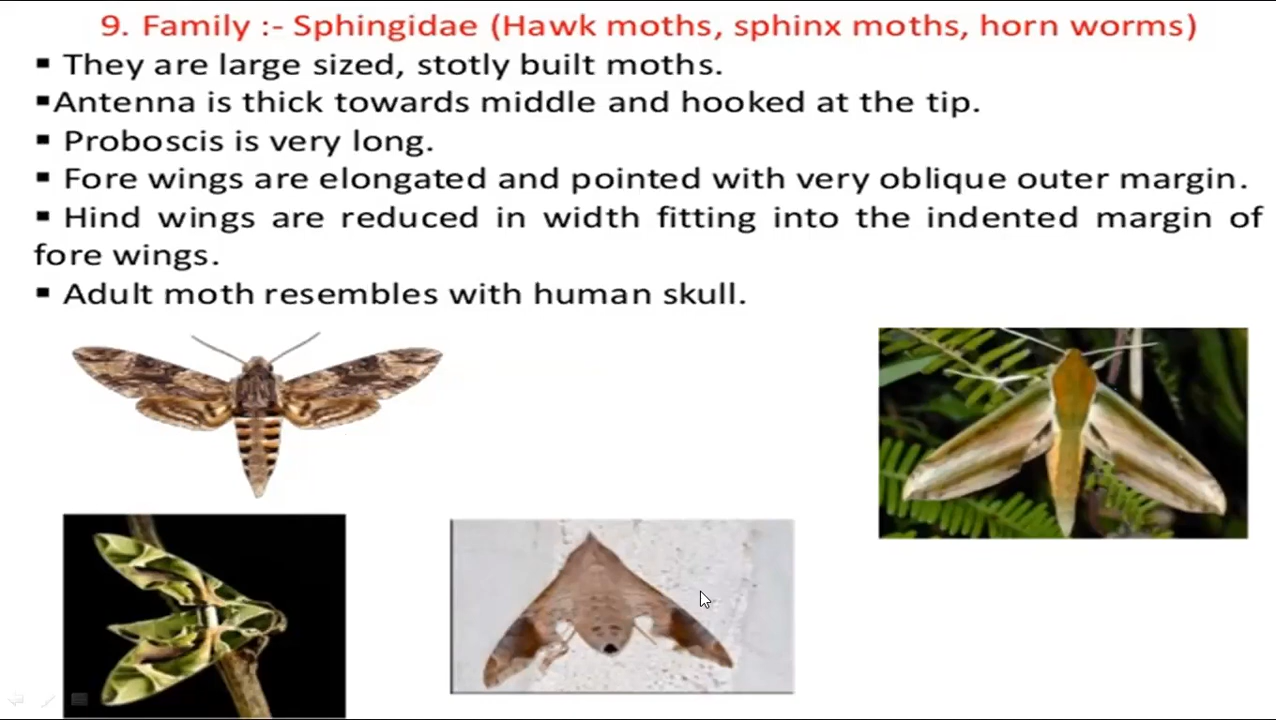 9. Family :- Sphingidae (Hawk moths, sphinx moths, horn worms)
▪ They are large sized, stotly built moths.
▪Antenna is thick towards middle and hooked at the tip.
▪ Proboscis is very long.
▪ Fore wings are elongated and pointed with very oblique outer margin.
▪ Hind wings are reduced in width fitting into the indented margin of
fore wings.
▪ Adult moth resembles with human skull.